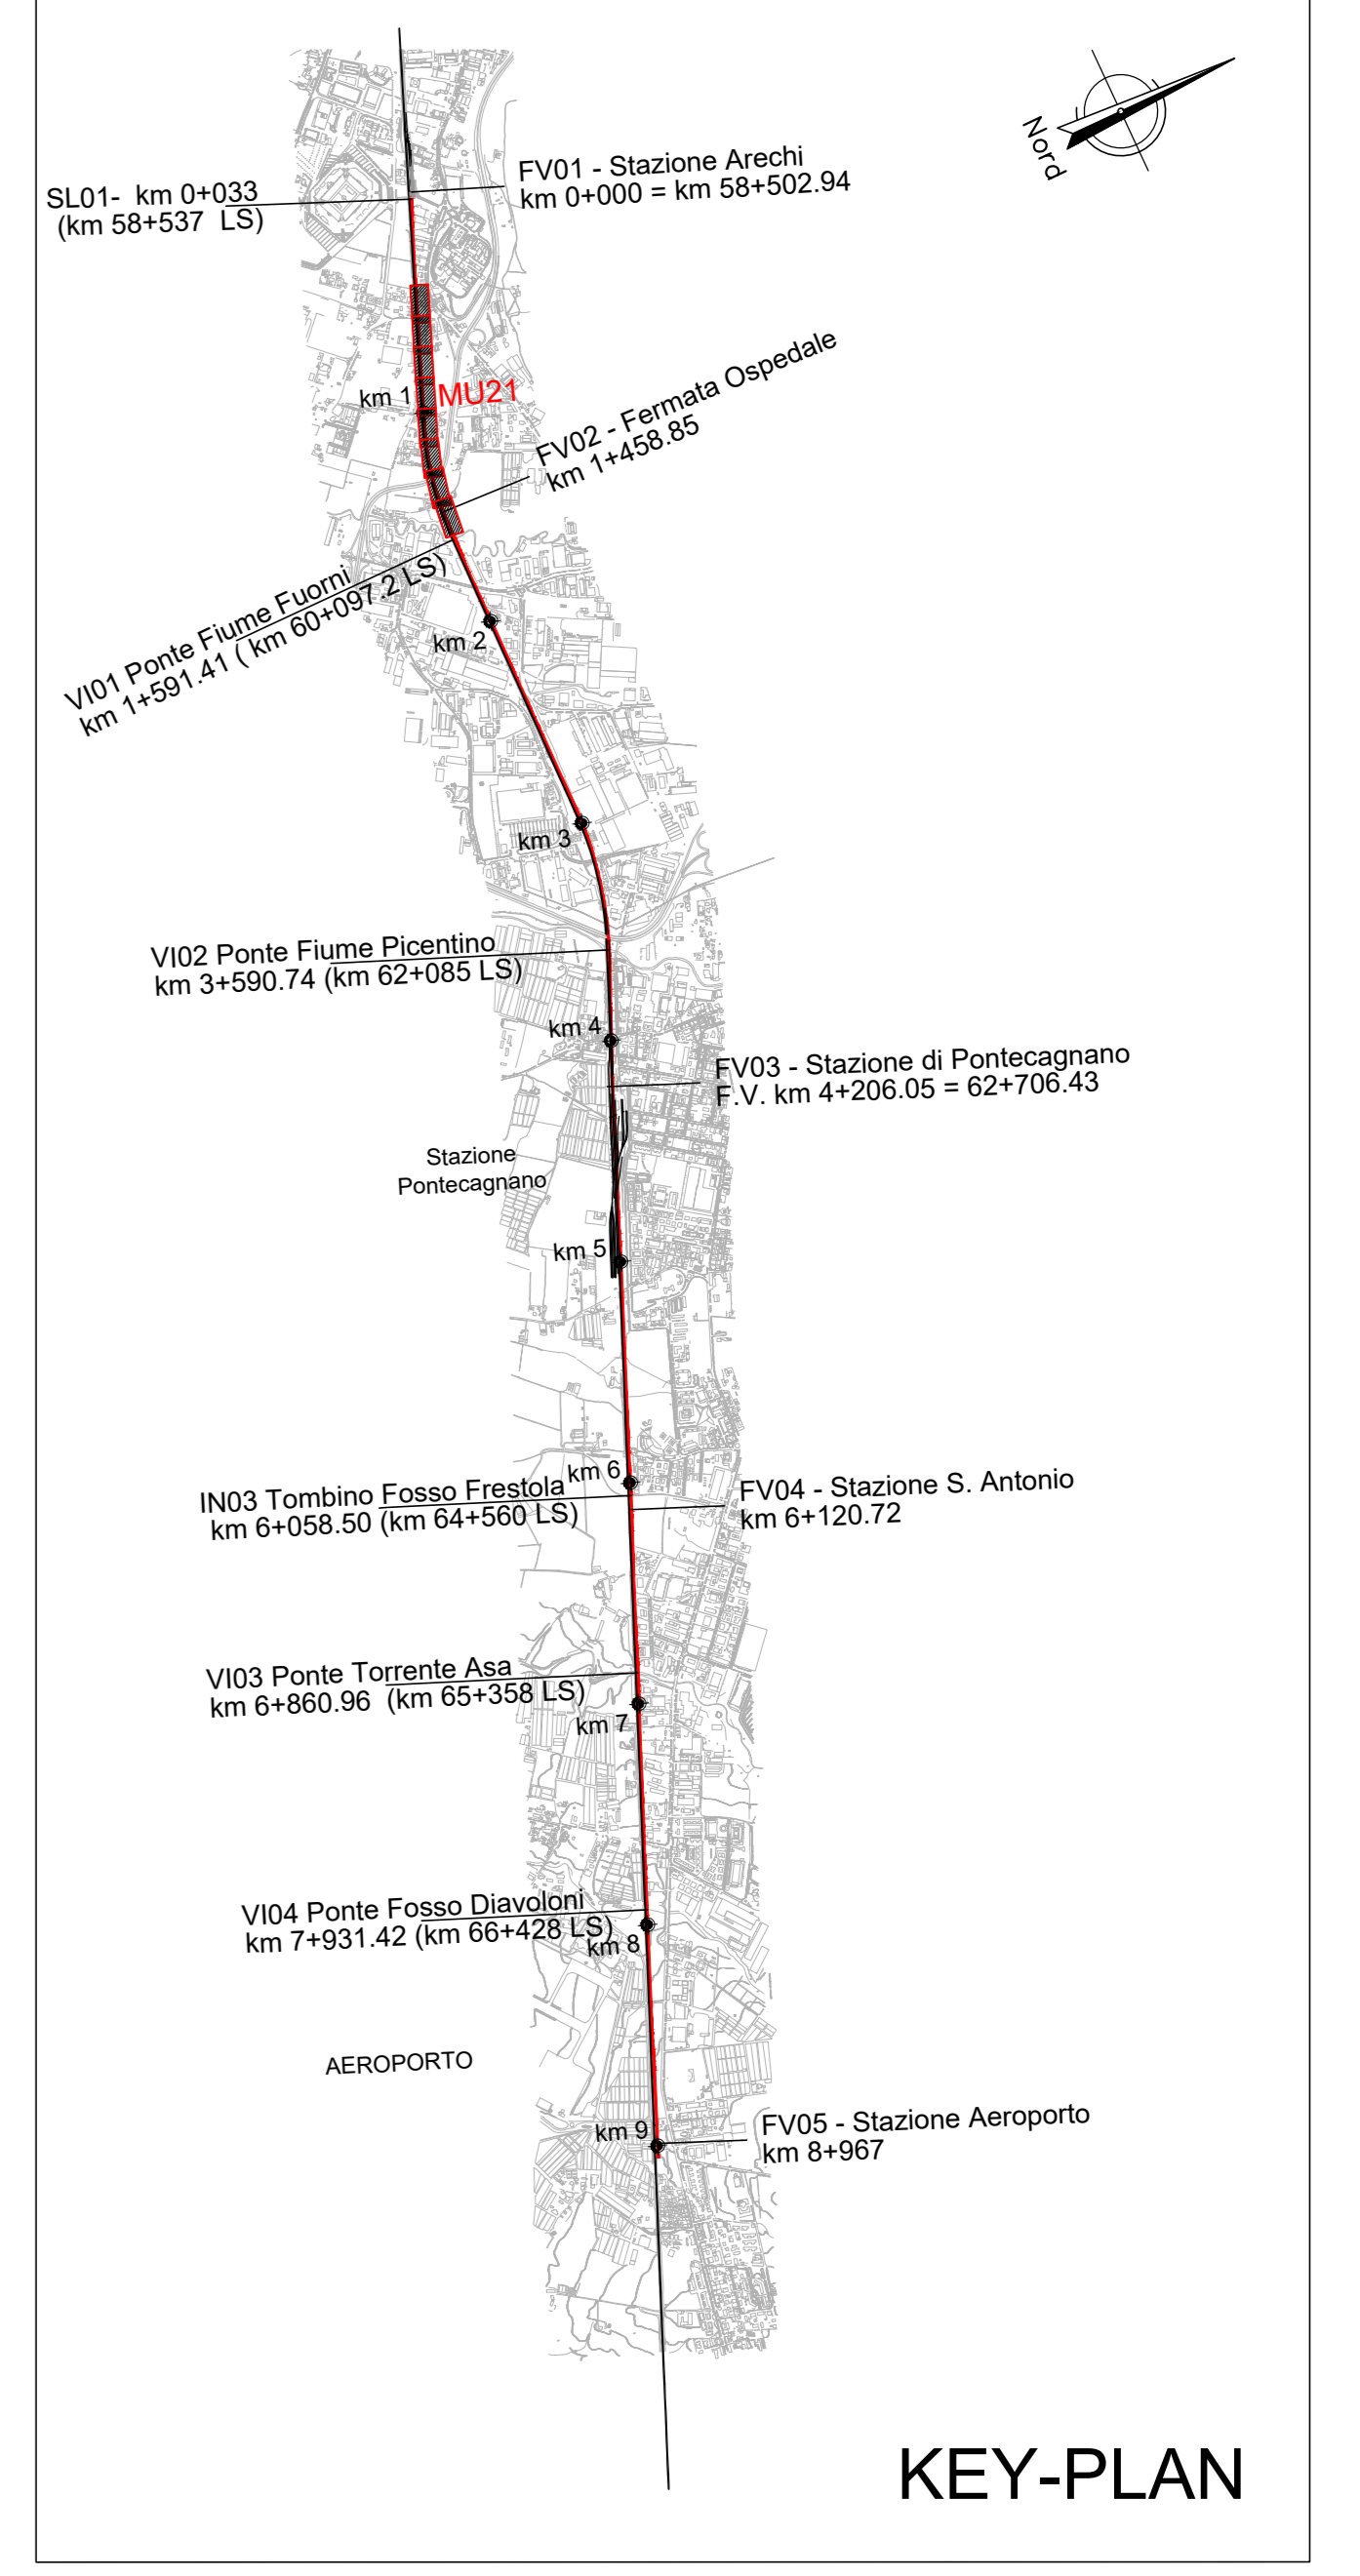 Nord
FV01 - Stazione Arechi
km 0+000 = km 58+502.94
SL01- km 0+033
(km 58+537 LS)
km 1
MU21
FV02 - Fermata Ospedale
km 1+458.85
VI01 Ponte Fiume Fuorni
km 1+591.41 ( km 60+097.2 LS)
km 2
km 3
VI02 Ponte Fiume Picentino
km 3+590.74 (km 62+085 LS)
km 4
FV03 - Stazione di Pontecagnano
F.V. km 4+206.05 = 62+706.43
Stazione
Pontecagnano
km 5
km 6
IN03 Tombino Fosso Frestola
km 6+058.50 (km 64+560 LS)
FV04 - Stazione S. Antonio
km 6+120.72
VI03 Ponte Torrente Asa
km 6+860.96 (km 65+358 LS)
km 7
VI04 Ponte Fosso Diavoloni
km 7+931.42 (km 66+428 LS)
km 8
AEROPORTO
km 9
FV05 - Stazione Aeroporto
km 8+967
KEY-PLAN